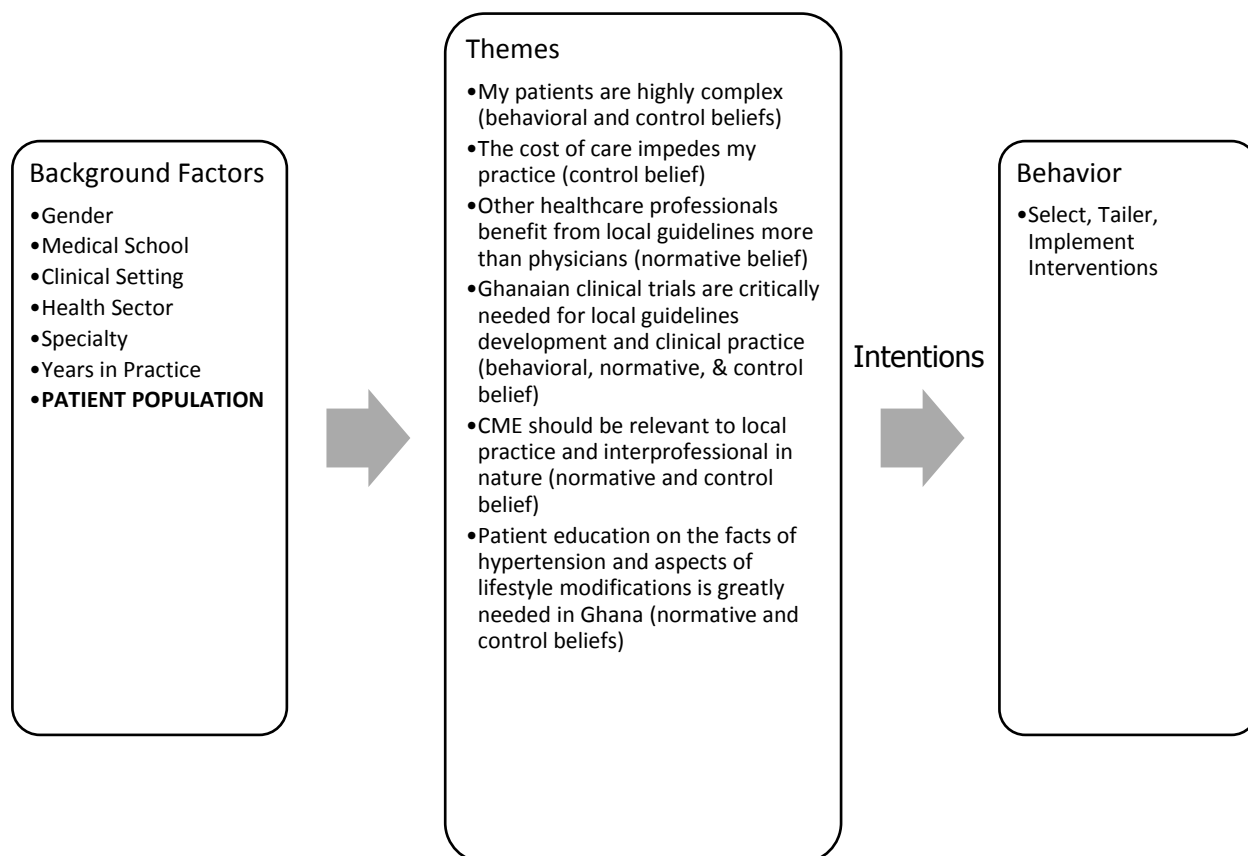 Background Factors
•Gender
•Medical School
•Clinical Setting
•Health Sector
•Specialty
•Years in Practice
•PATIENT POPULATION
Themes
•My patients are highly complex
(behavioral and control beliefs)
•The cost of care impedes my
practice (control belief)
•Other healthcare professionals
benefit from local guidelines more
than physicians (normative belief)
•Ghanaian clinical trials are critically
needed for local guidelines
development and clinical practice
(behavioral, normative, & control
belief)
•CME should be relevant to local
practice and interprofessional in
nature (normative and control
belief)
•Patient education on the facts of
hypertension and aspects of
lifestyle modifications is greatly
needed in Ghana (normative and
control beliefs)
Intentions
Behavior
•Select, Tailer,
Implement
Interventions